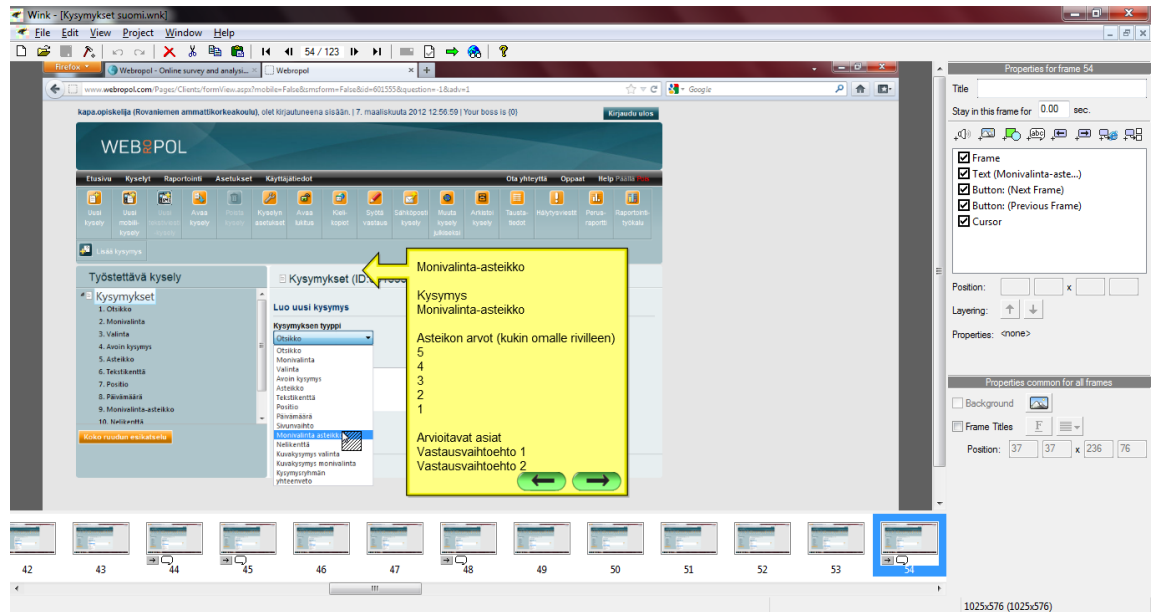 Wink - [Kysymykset suomi.wnk]
File Edit View Project Window Help
54 / 123
Firefox
Webropol - Online survey and analysi...
Webropol
www.webropol.com/Pages/Clients/formView.aspx?mobile=False&smsform=False&id=601555&question=-1&adv=1
Google
kapa.opiskelija (Rovaniemen ammattikorkeakoulu), olet kirjautuneena sisään. | 7. maaliskuuta 2012 12:56:59 | Your boss is (0)
Kirjaudu ulos
WEBROPOL
Etusivu Kyselyt Raportointi Asetukset Käyttäjätiedot Ota yhteyttä Oppaat Help Päällä
Uusi kysely
Uusi mobiili-kysely
Avaa kysely
Kyselyn asetukset
Avaa lukitus
Kieli-kopiot
Syötä vastaus
Sähköposti kysely
Muuta kysely julkiseksi
Arkistoi kysely
Tausta-tiedot
Hälytysviestit
Perus-raportti
Raportointi-työkalu
Lisää kysymys
Työstettävä kysely
Kysymykset
1. Otsikko
2. Monivalinta
3. Valinta
4. Avoin kysymys
5. Asteikko
6. Tekstikenttä
7. Positio
8. Päivämäärä
9. Monivalinta-asteikko
10. Nelikenttä
Koko ruudun esikatselu
Kysymykset (ID:
Luo uusi kysymys
Kysymyksen tyyppi
Otsikko
Otsikko
Monivalinta
Valinta
Avoin kysymys
Asteikko
Tekstikenttä
Positio
Päivämäärä
Sivunvaihto
Monivalinta asteikko
Nelikenttä
Kuvakysymys valinta
Kuvakysymys monivalinta
Kysymysryhmän
yhteenveto
Monivalinta-asteikko
Kysymys
Monivalinta-asteikko
Asteikon arvot (kukin omalle rivilleen)
5
4
3
2
1
Arvioitavat asiat
Vastausvaihtoehto 1
Vastausvaihtoehto 2
Properties for frame 54
Title
Stay in this frame for 0.00 sec.
Frame
Text (Monivalinta-aste...)
Button: (Next Frame)
Button: (Previous Frame)
Cursor
Position: x
Layering:
Properties: <none>
Properties common for all frames
Background
Frame Titles F
Position: 37 37 x 236 76
42 43 44 45 46 47 48 49 50 51 52 53 54
1025x576 (1025x576)